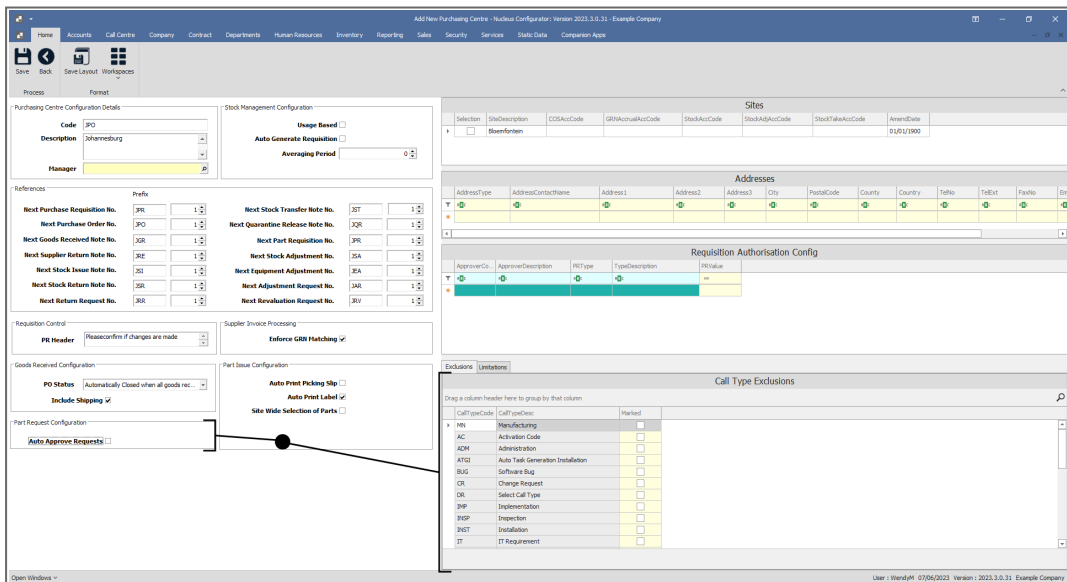 Add New Purchasing Centre - Nucleus Configurator: Version 2023.3.0.31 - Example Company
Home Accounts Call Centre Company Contract Departments Human Resources Inventory Reporting Sales Security Services Static Data Companion Apps
Save Back Save Layout Workspaces
Process Format
Purchasing Centre Configuration Details
Code JPO
Description Johannesburg
Manager
Stock Management Configuration
Usage Based
Auto Generate Requisition
Averaging Period 0
References
Prefix
Next Purchase Requisition No. JPR 1
Next Purchase Order No. JPO 1
Next Goods Received Note No. JGR 1
Next Supplier Return Note No. JRE 1
Next Stock Issue Note No. JSI 1
Next Stock Return Note No. JSR 1
Next Return Request No. JRR 1
Next Stock Transfer Note No. JST 1
Next Quarantine Release Note No. JQR 1
Next Part Requisition No. JPR 1
Next Stock Adjustment No. JSA 1
Next Equipment Adjustment No. JEA 1
Next Adjustment Request No. JAR 1
Next Revaluation Request No. JRV 1
Requisition Control
PR Header Pleaseconfirm if changes are made
Supplier Invoice Processing
Enforce GRN Matching
Goods Received Configuration
PO Status Automatically Closed when all goods rec...
Include Shipping
Part Issue Configuration
Auto Print Picking Slip
Auto Print Label
Site Wide Selection of Parts
Part Request Configuration
Auto Approve Requests
Sites
Selection SiteDescription COSAccCode GRNAccrualAccCode StockAccCode StockAdjAccCode StockTakeAccCode AmendDate
Bloemfontein 01/01/1900
Addresses
AddressType AddressContactName Address1 Address2 Address3 City PostalCode County Country TelNo TelExt FaxNo Em
Requisition Authorisation Config
ApproverCo... ApproverDescription PRType TypeDescription PRValue
Exclusions Limitations
Call Type Exclusions
Drag a column header here to group by that column
CallTypeCode CallTypeDesc Marked
MN Manufacturing
AC Activation Code
ADM Administration
ATGI Auto Task Generation Installation
BUG Software Bug
CR Change Request
DR Select Call Type
IMP Implementation
INSP Inspection
INST Installation
IT IT Requirement
Open Windows
User : WendyM 07/06/2023 Version : 2023.3.0.31 Example Company